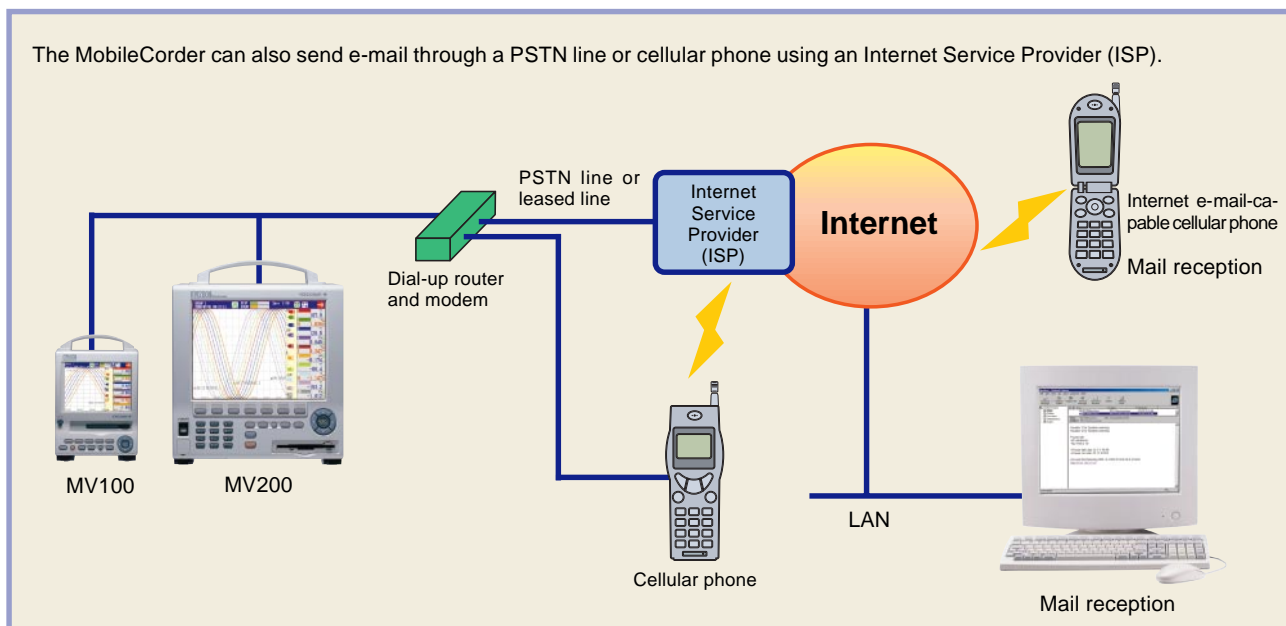 The MobileCorder can also send e-mail through a PSTN line or cellular phone using an Internet Service Provider (ISP).
PSTN line or
leased line
Internet
Service
Provider
(ISP)
Internet
Internet e-mail-ca-
pable cellular phone
Mail reception
Dial-up router
and modem
MV100
MV200
LAN
Cellular phone
Mail reception